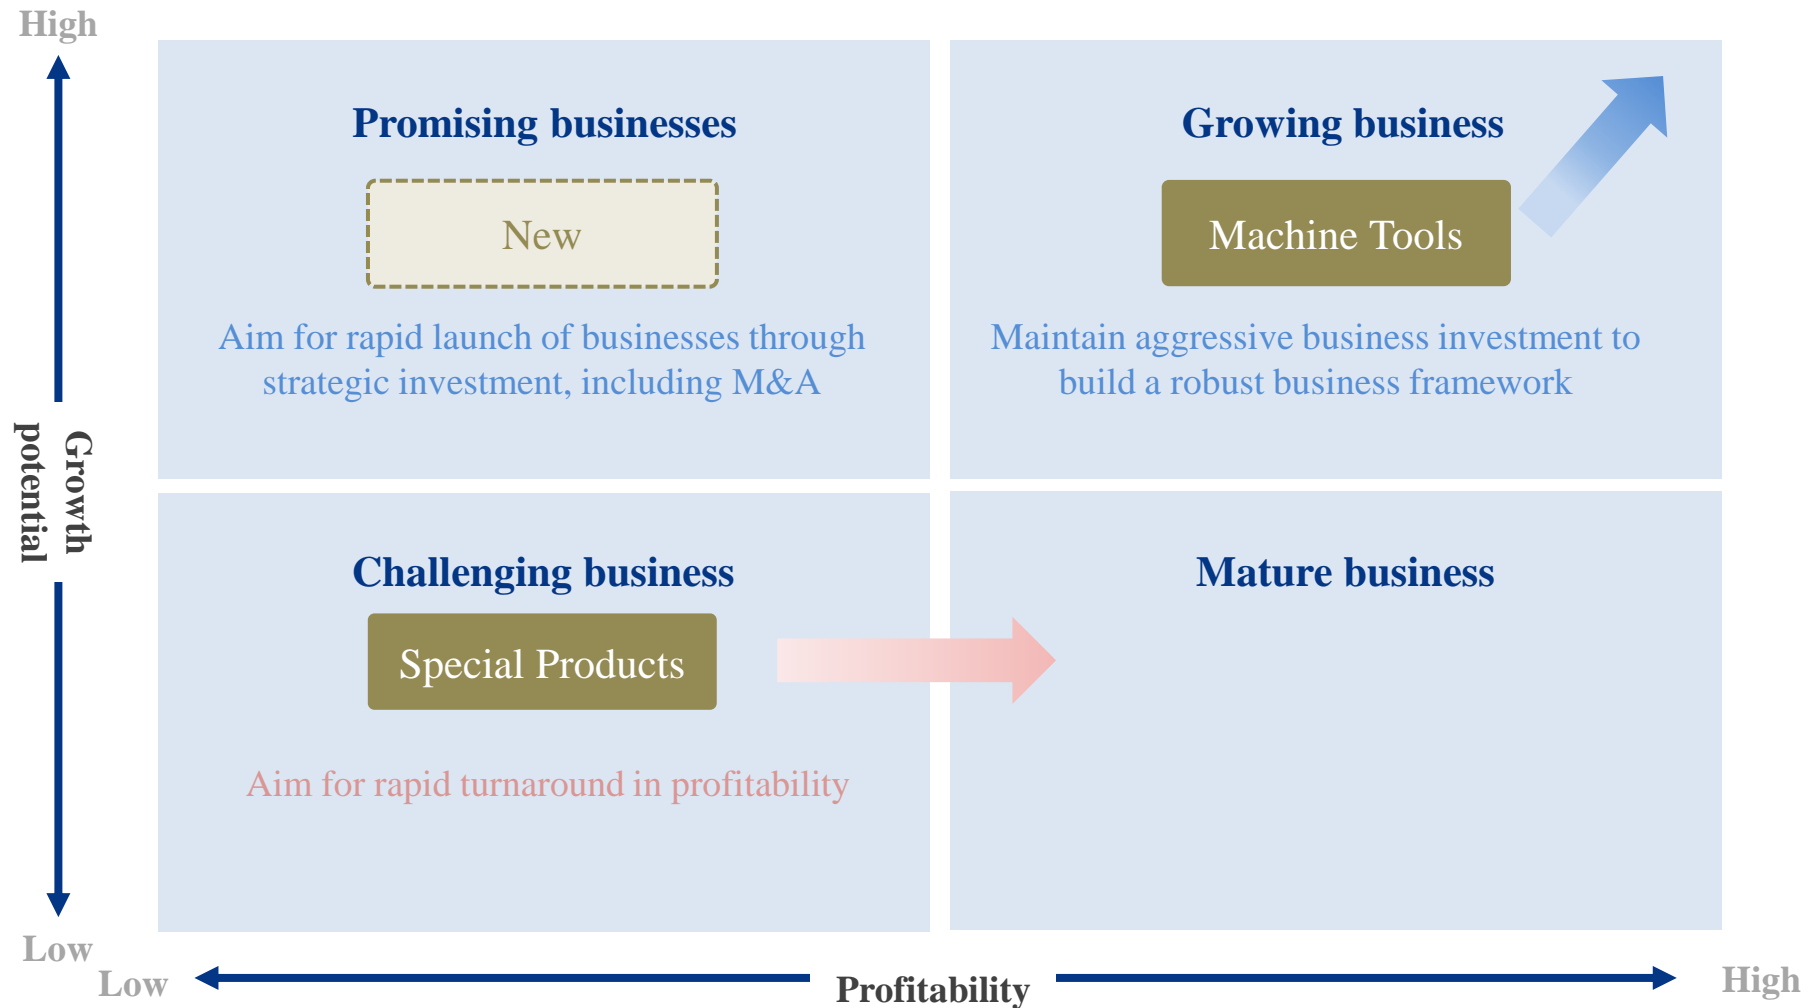 High
Promising businesses
New
Aim for rapid launch of businesses through
strategic investment, including M&A
Growing business
Machine Tools
Maintain aggressive business investment to
build a robust business framework
Growth
potential
Challenging business
Special Products
Aim for rapid turnaround in profitability
Mature business
Low
Low
Profitability
High